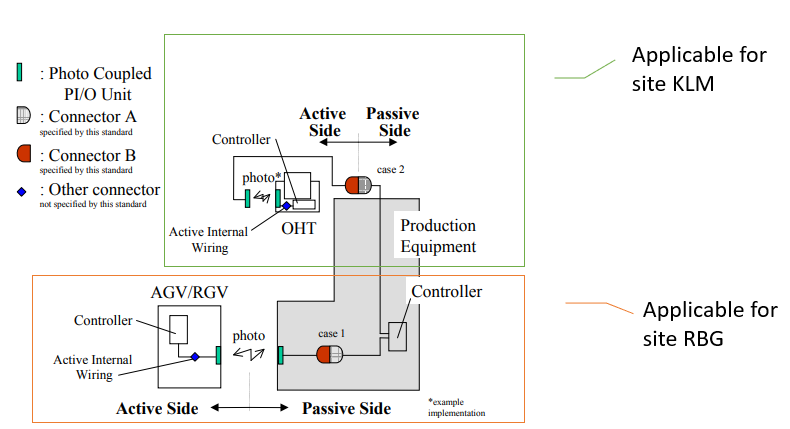 : Photo Coupled
PI/O Unit
: Connector A
specified by this standard
: Connector B
specified by this standard
: Other connector
not specified by this standard
Applicable for
site KLM
Active
Side
Passive
Side
Controller
case 2
photo*
Active Internal
Wiring
OHT
Production
Equipment
AGV/RGV
Controller
Controller
photo
case 1
Active Internal
Wiring
Active Side
Passive Side
*example
implementation
Applicable for
site RBG